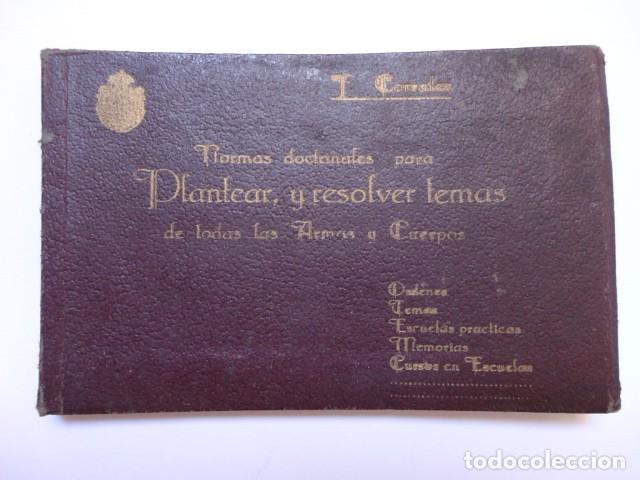 E. Corrales
Normas doctrinales para
Plantear, y resolver temas
de todas las Armas y Cuerpos
Ordenes
Temas
Escuelas practicas
Memorias
Cursos en Escuelas
todocoleccion.net